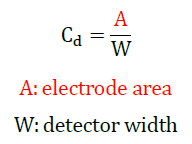 C_d = A/W
A: electrode area
W: detector width